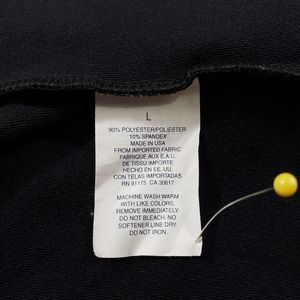 L
90% POLYESTER/POLIESTER
10% SPANDEX
MADE IN USA
FROM IMPORTED FABRIC
FABRIQUE AUX E.A.U.
DE TISSU IMPORTE
HECHO EN EE. UU.
CON TELAS IMPORTADAS
RN 91175 CA 30617
MACHINE WASH WARM
WITH LIKE COLORS.
REMOVE IMMEDIATELY.
DO NOT BLEACH. NO
SOFTENER LINE DRY.
DO NOT IRON.